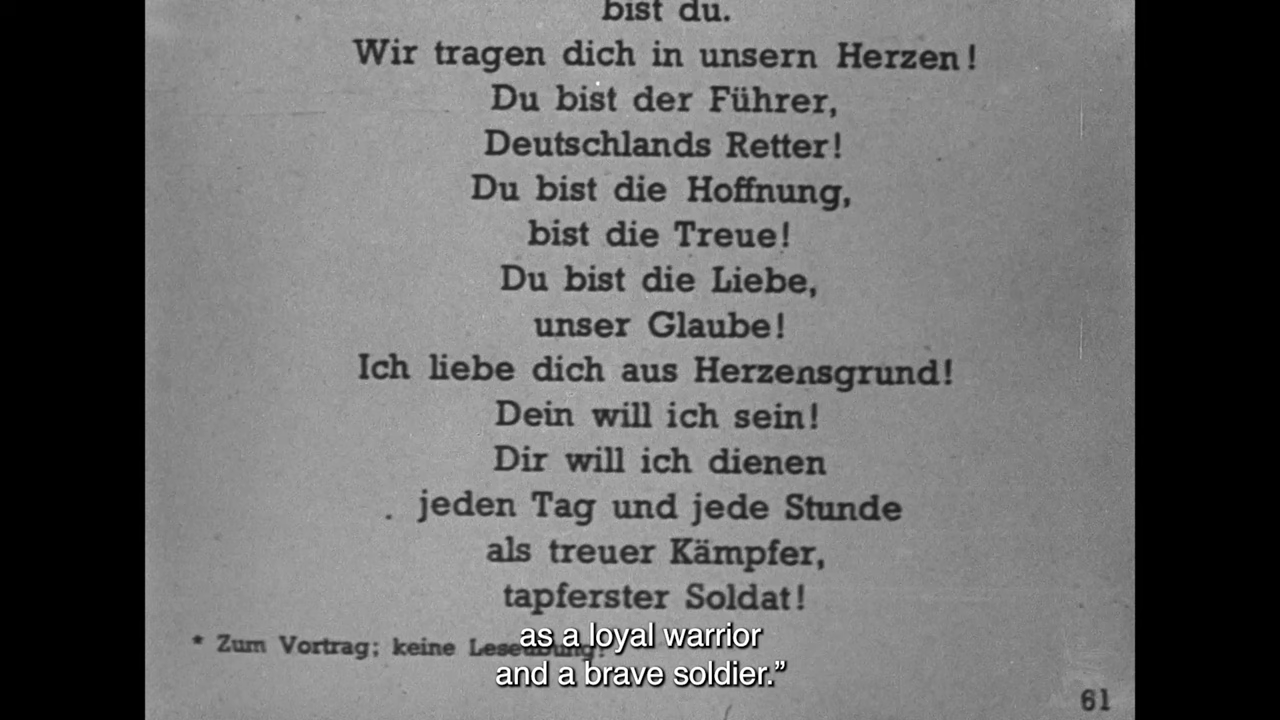 bist du.
Wir tragen dich in unsern Herzen!
Du bist der Führer,
Deutschlands Retter!
Du bist die Hoffnung,
bist die Treue!
Du bist die Liebe,
unser Glaube!
Ich liebe dich aus Herzensgrund!
Dein will ich sein!
Dir will ich dienen
jeden Tag und jede Stunde
als treuer Kämpfer,
tapferster Soldat!
* Zum Vortrag; keine
as a loyal warrior
and a brave soldier.”
61